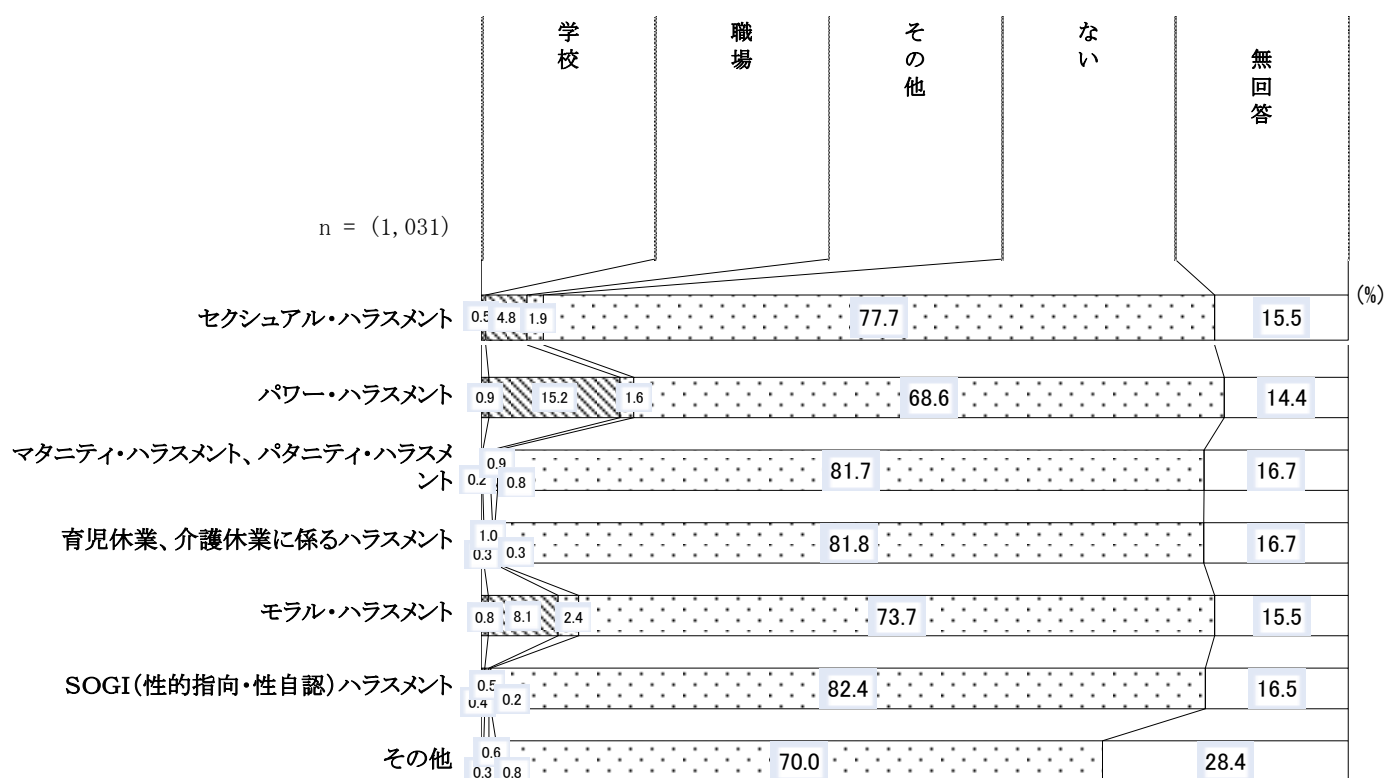 学校
職場
その他
ない
無回答
n = (1,031)
(%)
セクシュアル・ハラスメント
0.5 4.8 1.9 77.7 15.5
パワー・ハラスメント
0.9 15.2 1.6 68.6 14.4
マタニティ・ハラスメント、パタニティ・ハラスメ
ント
0.2 0.9 0.8 81.7 16.7
育児休業、介護休業に係るハラスメント
0.3 1.0 0.3 81.8 16.7
モラル・ハラスメント
0.8 8.1 2.4 73.7 15.5
SOGI(性的指向・性自認)ハラスメント
0.4 0.5 0.2 82.4 16.5
その他
0.3 0.6 0.8 70.0 28.4